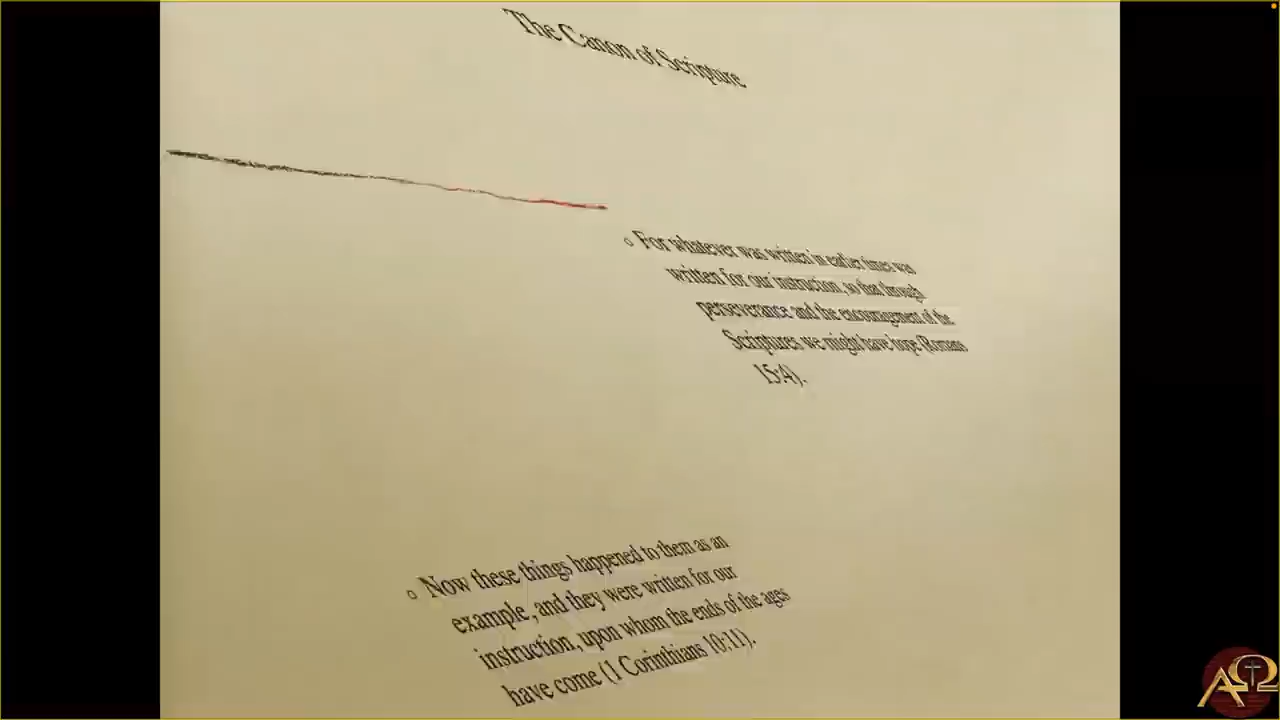 The Canon of Scripture
o For whatever was written in earlier times was
written for our instruction, so that through
perseverance and the encouragement of the
Scriptures we might have hope (Romans
15:4).
o Now these things happened to them as an
example, and they were written for our
instruction, upon whom the ends of the ages
have come (1 Corinthians 10:11).
ΑΩ